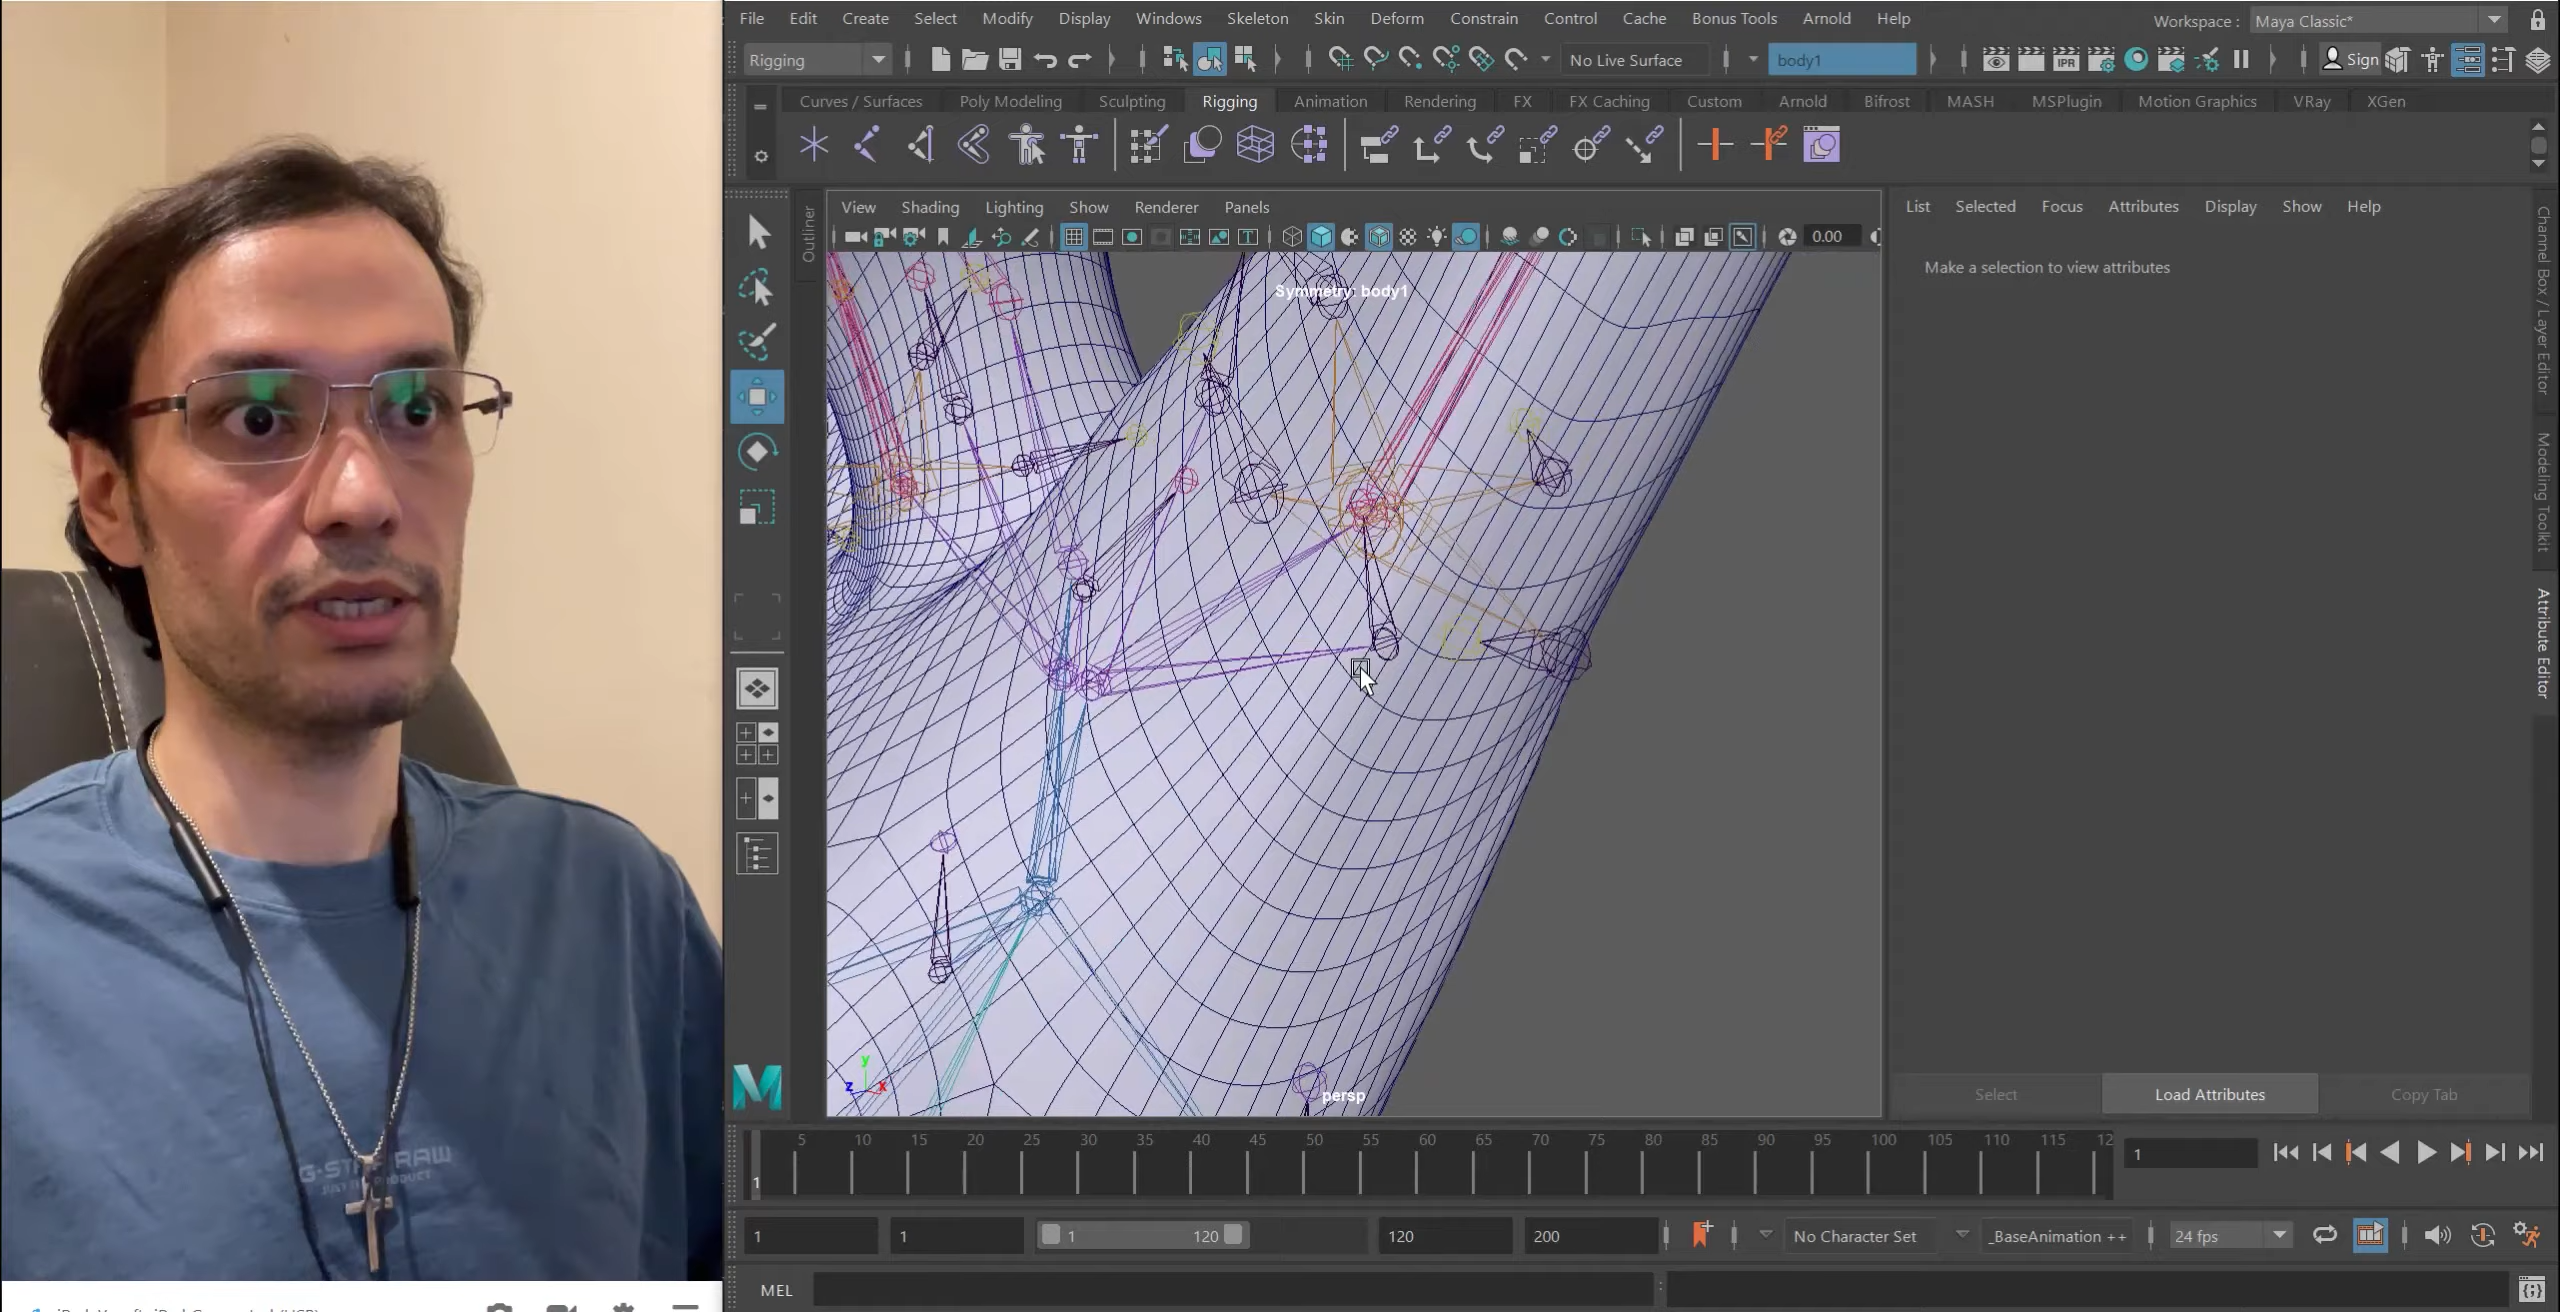 File Edit Create Select Modify Display Windows Skeleton Skin Deform Constrain Control Cache Bonus Tools Arnold Help
Workspace : Maya Classic*
Rigging No Live Surface body1 Sign
IPR
Curves / Surfaces Poly Modeling Sculpting Rigging Animation Rendering FX FX Caching Custom Arnold Bifrost MASH MSPlugin Motion Graphics VRay XGen
Outliner
View Shading Lighting Show Renderer Panels
0.00
List Selected Focus Attributes Display Show Help
Make a selection to view attributes
Channel Box / Layer Editor
Modeling Toolkit
Attribute Editor
Symmetry: body1
y
z x
persp
Select Load Attributes Copy Tab
5 10 15 20 25 30 35 40 45 50 55 60 65 70 75 80 85 90 95 100 105 110 115 12
1
1
1 1 1 120 120 200 No Character Set _BaseAnimation ++ 24 fps
MEL
M
RAW